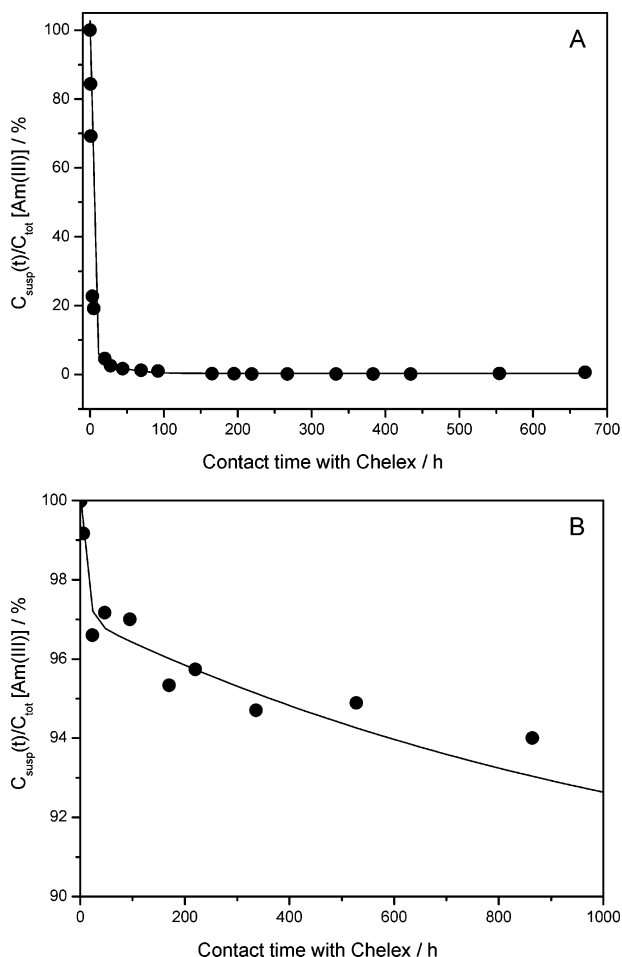 A
100
80
60
40
20
0
C_susp(t)/C_tot [Am(III)] / %
0 100 200 300 400 500 600 700
Contact time with Chelex / h
B
100
98
96
94
92
90
C_susp(t)/C_tot [Am(III)] / %
0 200 400 600 800 1000
Contact time with Chelex / h